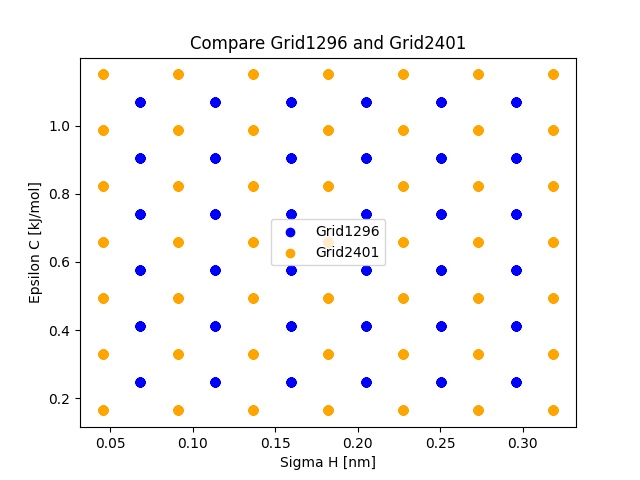 Compare Grid1296 and Grid2401
Epsilon C [kJ/mol]
1.0
0.8
0.6
0.4
0.2
Grid1296
Grid2401
0.05 0.10 0.15 0.20 0.25 0.30
Sigma H [nm]